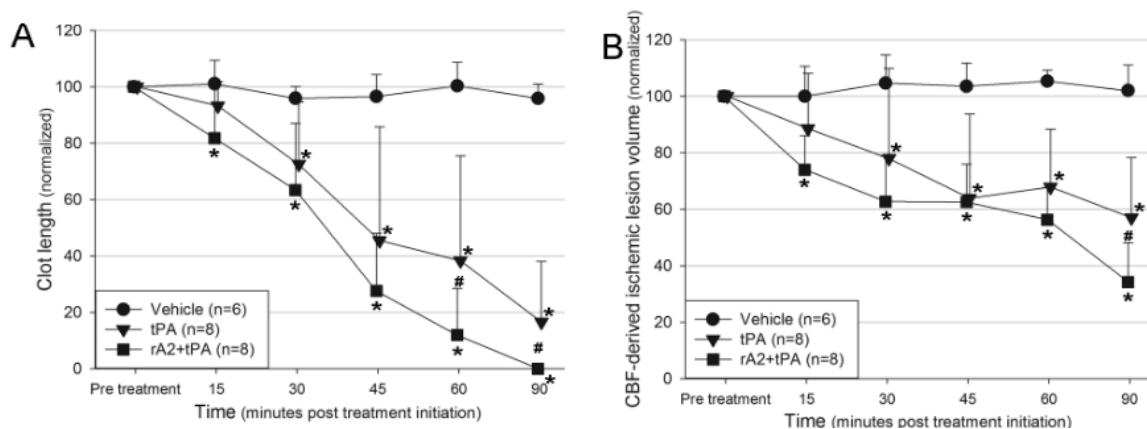 A
120
100
80
60
40
20
0
Clot length (normalized)
* * * * * * * * *
# #
Vehicle (n=6)
tPA (n=8)
rA2+tPA (n=8)
Pre treatment 15 30 45 60 90
Time (minutes post treatment initiation)
B
120
100
80
60
40
20
0
CBF-derived ischemic lesion volume (normalized)
* * * * * * * * *
#
Vehicle (n=6)
tPA (n=8)
rA2+tPA (n=8)
Pre treatment 15 30 45 60 90
Time (minutes post treatment initiation)